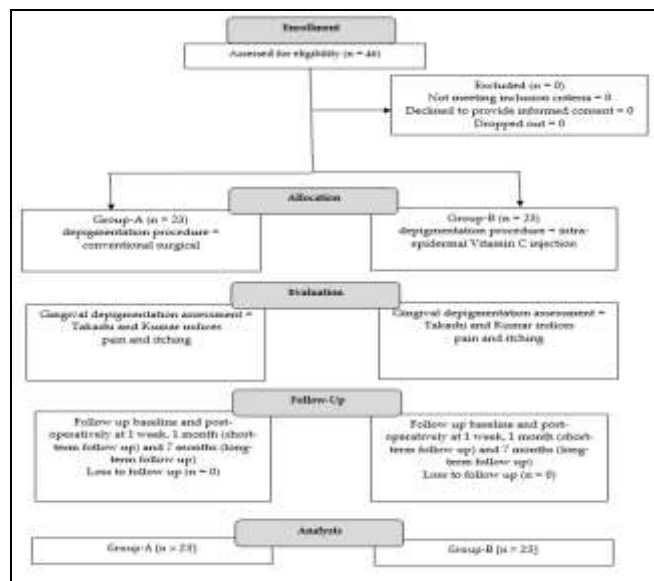 Enrollment
Assessed for eligibility (n = 46)
Excluded (n = 0)
Not meeting inclusion criteria = 0
Declined to provide informed consent = 0
Dropped out = 0
Allocation
Group-A (n = 23)
depigmentation procedure =
conventional surgical
Group-B (n = 23)
depigmentation procedure = intra-
epidermal Vitamin C injection
Evaluation
Gingival depigmentation assessment =
Takashi and Kumar indices
pain and itching
Gingival depigmentation assessment =
Takashi and Kumar indices
pain and itching
Follow-Up
Follow up baseline and post-
operatively at 1 week, 1 month (short-
term follow up) and 7 months (long-
term follow up)
Loss to follow up (n = 0)
Follow up baseline and post-
operatively at 1 week, 1 month (short-
term follow up) and 7 months (long-
term follow up)
Loss to follow up (n = 0)
Analysis
Group-A (n = 23)
Group-B (n = 23)